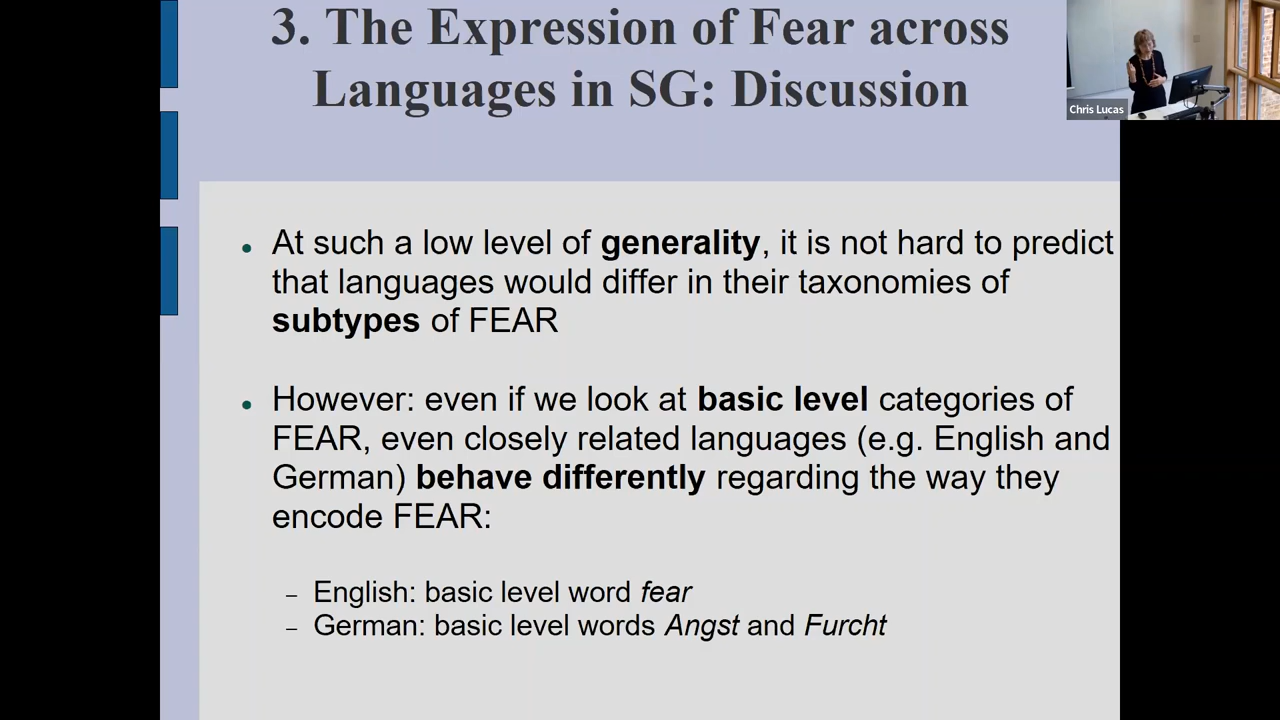 3. The Expression of Fear across
Languages in SG: Discussion
Chris Lucas
• At such a low level of generality, it is not hard to predict
that languages would differ in their taxonomies of
subtypes of FEAR
• However: even if we look at basic level categories of
FEAR, even closely related languages (e.g. English and
German) behave differently regarding the way they
encode FEAR:
– English: basic level word fear
– German: basic level words Angst and Furcht